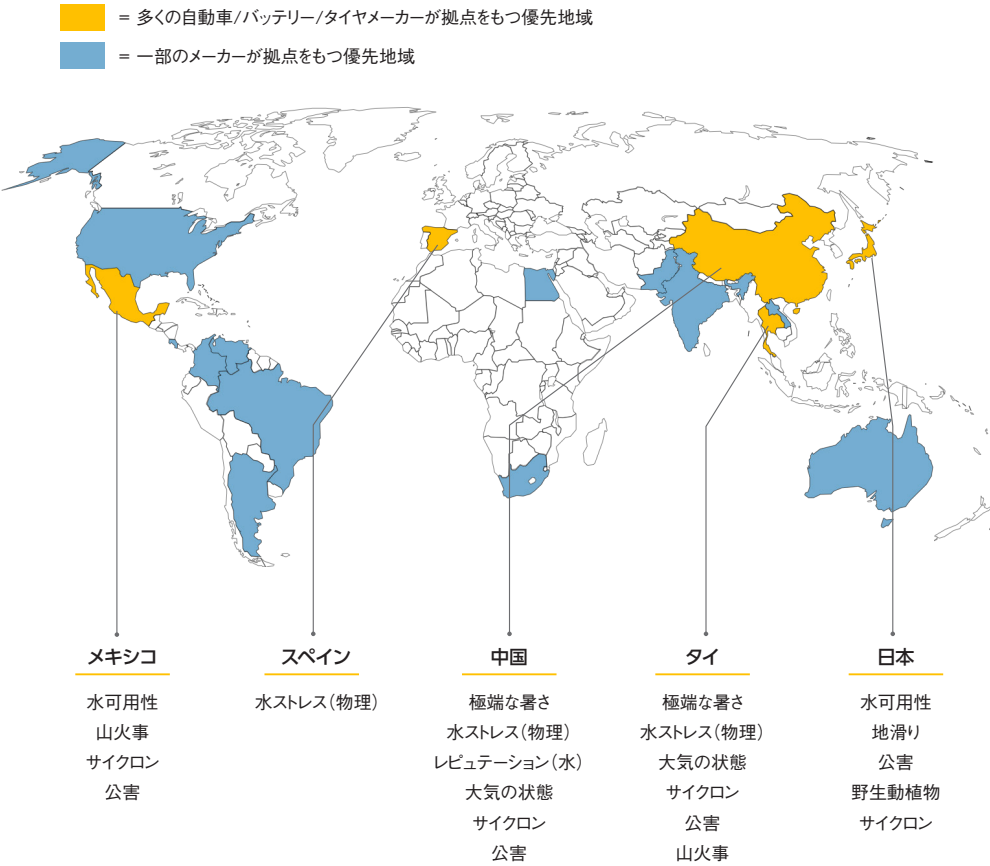 = 多くの自動車/バッテリー/タイヤメーカーが拠点をもつ優先地域
= 一部のメーカーが拠点をもつ優先地域
メキシコ
水可用性
山火事
サイクロン
公害
スペイン
水ストレス(物理)
中国
極端な暑さ
水ストレス(物理)
レピュテーション(水)
大気の状態
サイクロン
公害
タイ
極端な暑さ
水ストレス(物理)
大気の状態
サイクロン
公害
山火事
日本
水可用性
地滑り
公害
野生動植物
サイクロン